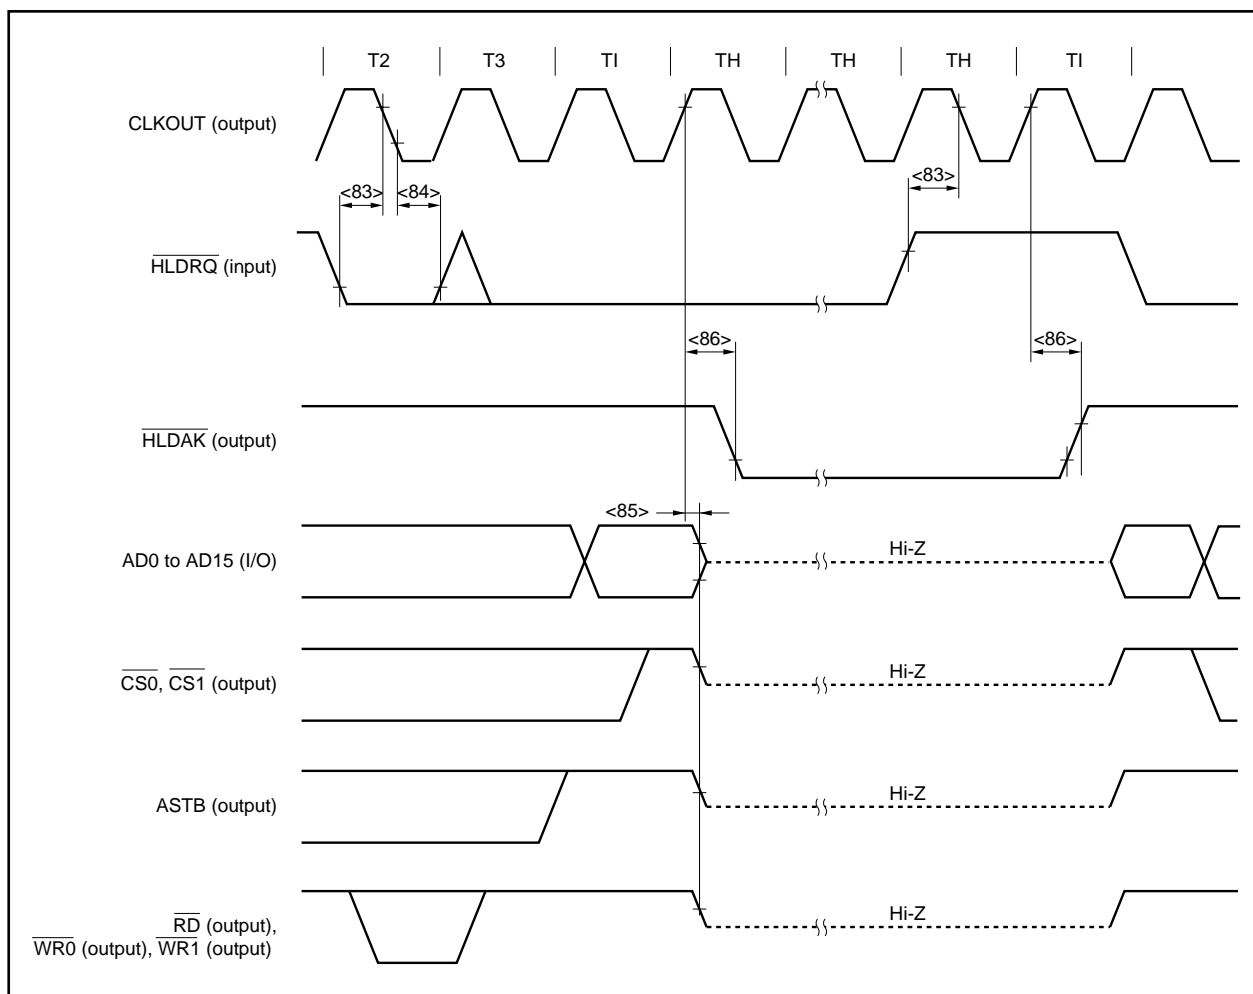 T2 T3 TI TH TH TH TI
CLKOUT (output)
<83> <84> <83>
HLDRQ (input)
<86> <86>
HLDAK (output)
<85>
AD0 to AD15 (I/O) Hi-Z
CS0, CS1 (output) Hi-Z
ASTB (output) Hi-Z
RD (output), Hi-Z
WR0 (output), WR1 (output)